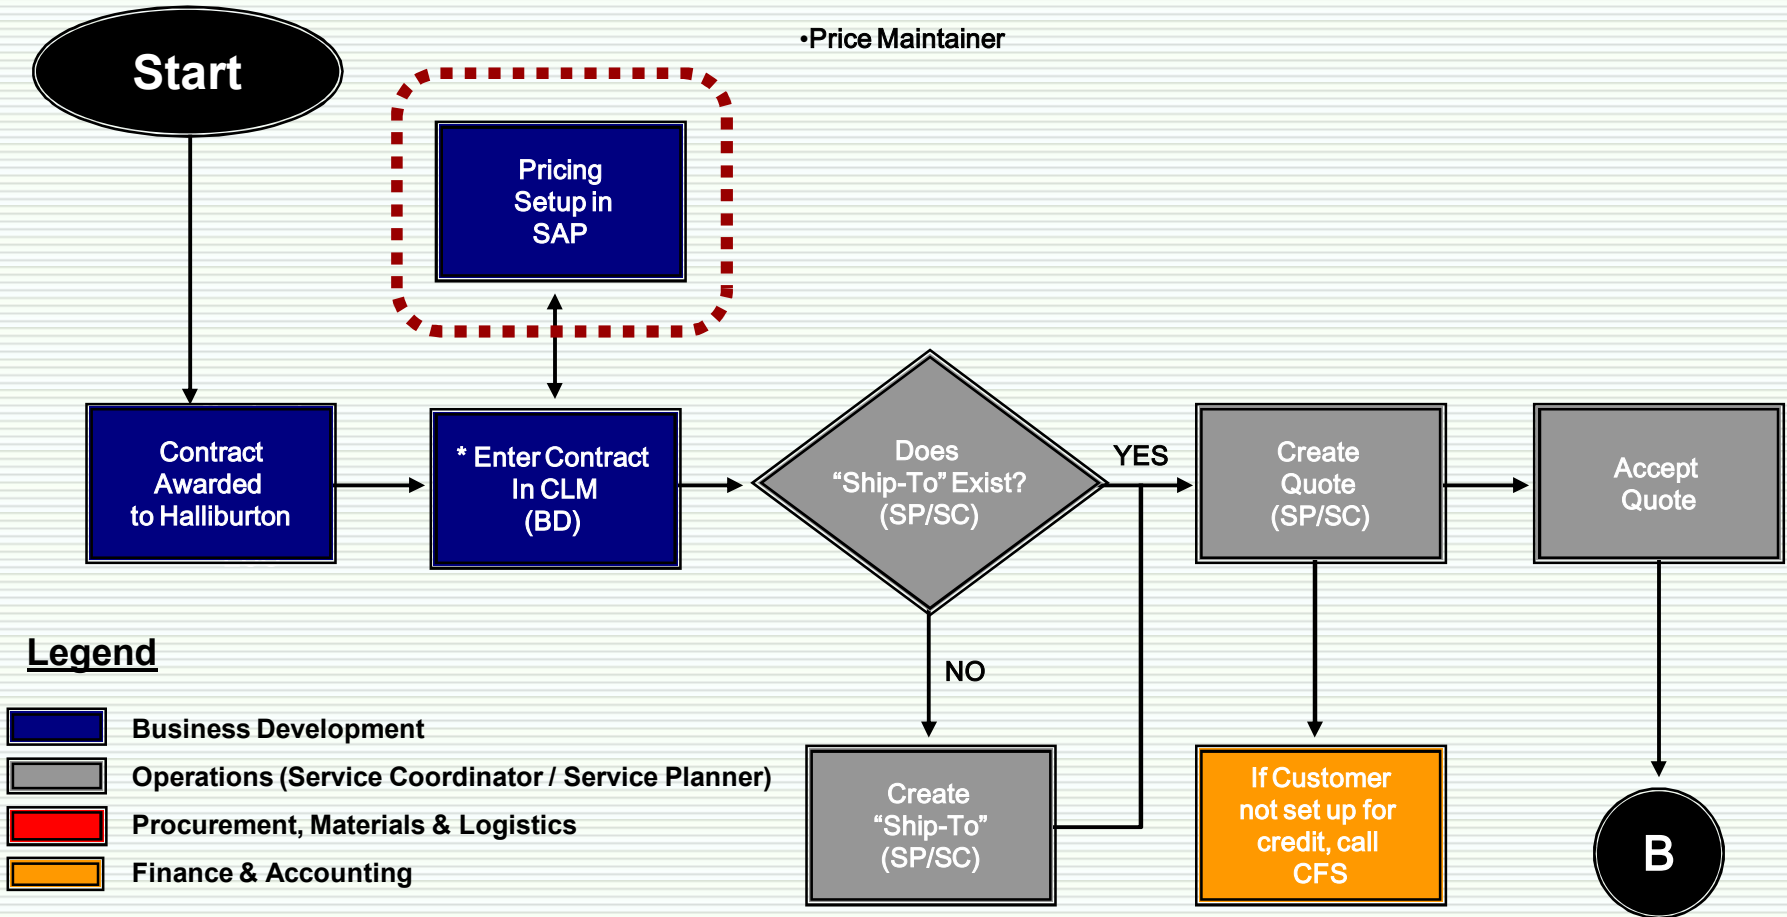 Start
•Price Maintainer
Pricing
Setup in
SAP
Contract
Awarded
to Halliburton
* Enter Contract
In CLM
(BD)
Does
“Ship-To” Exist?
(SP/SC)
YES
Create
Quote
(SP/SC)
Accept
Quote
NO
Create
“Ship-To”
(SP/SC)
If Customer
not set up for
credit, call
CFS
B
Legend
Business Development
Operations (Service Coordinator / Service Planner)
Procurement, Materials & Logistics
Finance & Accounting